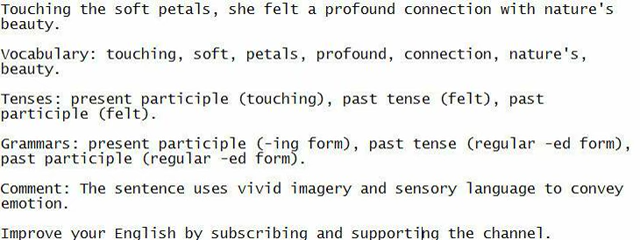 Touching the soft petals, she felt a profound connection with nature's
beauty.
Vocabulary: touching, soft, petals, profound, connection, nature's,
beauty.
Tenses: present participle (touching), past tense (felt), past
participle (felt).
Grammars: present participle (-ing form), past tense (regular -ed form),
past participle (regular -ed form).
Comment: The sentence uses vivid imagery and sensory language to convey
emotion.
Improve your English by subscribing and supporting the channel.